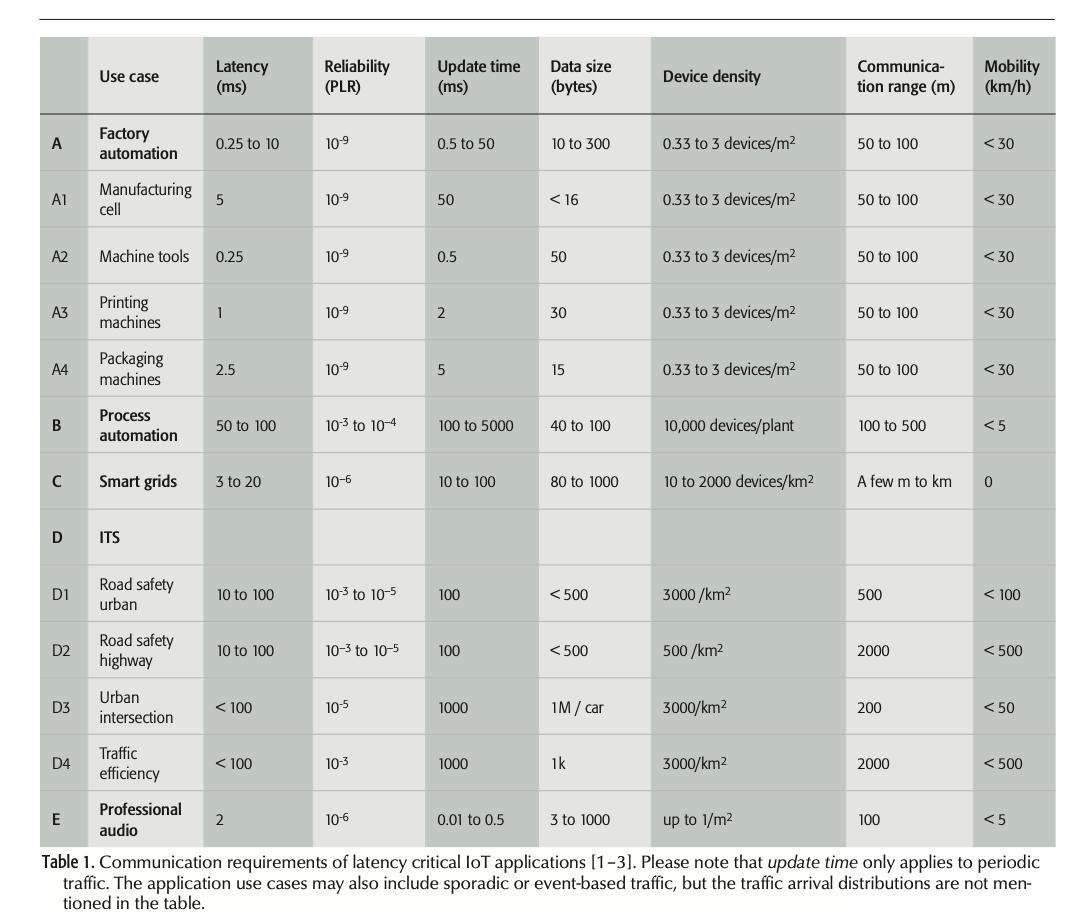 Use case Latency (ms) Reliability (PLR) Update time (ms) Data size (bytes) Device density Communica-tion range (m) Mobility (km/h)
A Factory automation 0.25 to 10 10⁻⁹ 0.5 to 50 10 to 300 0.33 to 3 devices/m² 50 to 100 < 30
A1 Manufacturing cell 5 10⁻⁹ 50 < 16 0.33 to 3 devices/m² 50 to 100 < 30
A2 Machine tools 0.25 10⁻⁹ 0.5 50 0.33 to 3 devices/m² 50 to 100 < 30
A3 Printing machines 1 10⁻⁹ 2 30 0.33 to 3 devices/m² 50 to 100 < 30
A4 Packaging machines 2.5 10⁻⁹ 5 15 0.33 to 3 devices/m² 50 to 100 < 30
B Process automation 50 to 100 10⁻³ to 10⁻⁴ 100 to 5000 40 to 100 10,000 devices/plant 100 to 500 < 5
C Smart grids 3 to 20 10⁻⁶ 10 to 100 80 to 1000 10 to 2000 devices/km² A few m to km 0
D ITS
D1 Road safety urban 10 to 100 10⁻³ to 10⁻⁵ 100 < 500 3000 /km² 500 < 100
D2 Road safety highway 10 to 100 10⁻³ to 10⁻⁵ 100 < 500 500 /km² 2000 < 500
D3 Urban intersection < 100 10⁻⁵ 1000 1M / car 3000/km² 200 < 50
D4 Traffic efficiency < 100 10⁻³ 1000 1k 3000/km² 2000 < 500
E Professional audio 2 10⁻⁶ 0.01 to 0.5 3 to 1000 up to 1/m² 100 < 5
Table 1. Communication requirements of latency critical IoT applications [1–3]. Please note that update time only applies to periodic
traffic. The application use cases may also include sporadic or event-based traffic, but the traffic arrival distributions are not men-
tioned in the table.